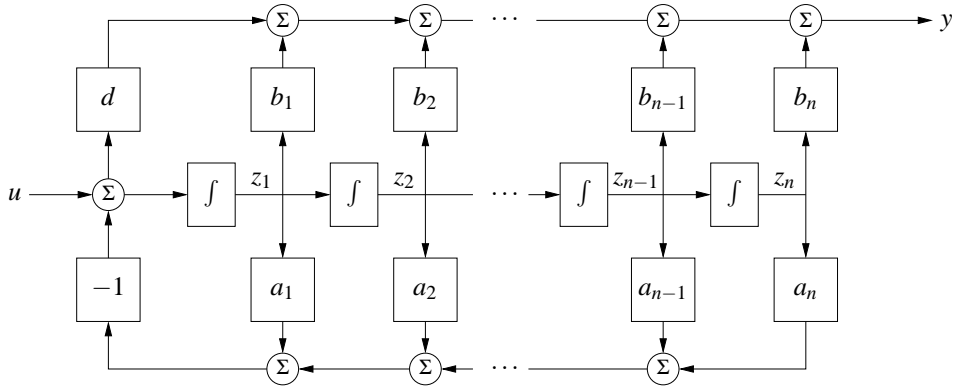 Σ Σ ⋯ Σ Σ y
d b₁ b₂ bₙ₋₁ bₙ
u Σ ∫ z₁ ∫ z₂ ⋯ ∫ zₙ₋₁ ∫ zₙ
−1 a₁ a₂ aₙ₋₁ aₙ
Σ Σ ⋯ Σ